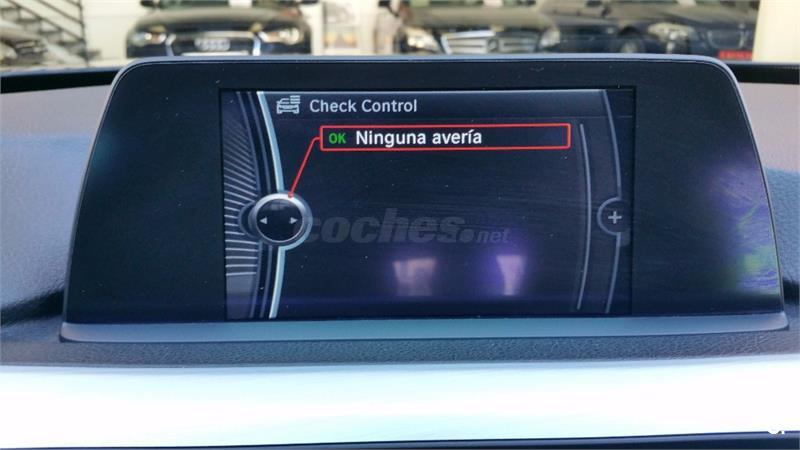 Check Control
OK Ninguna avería
coches.net